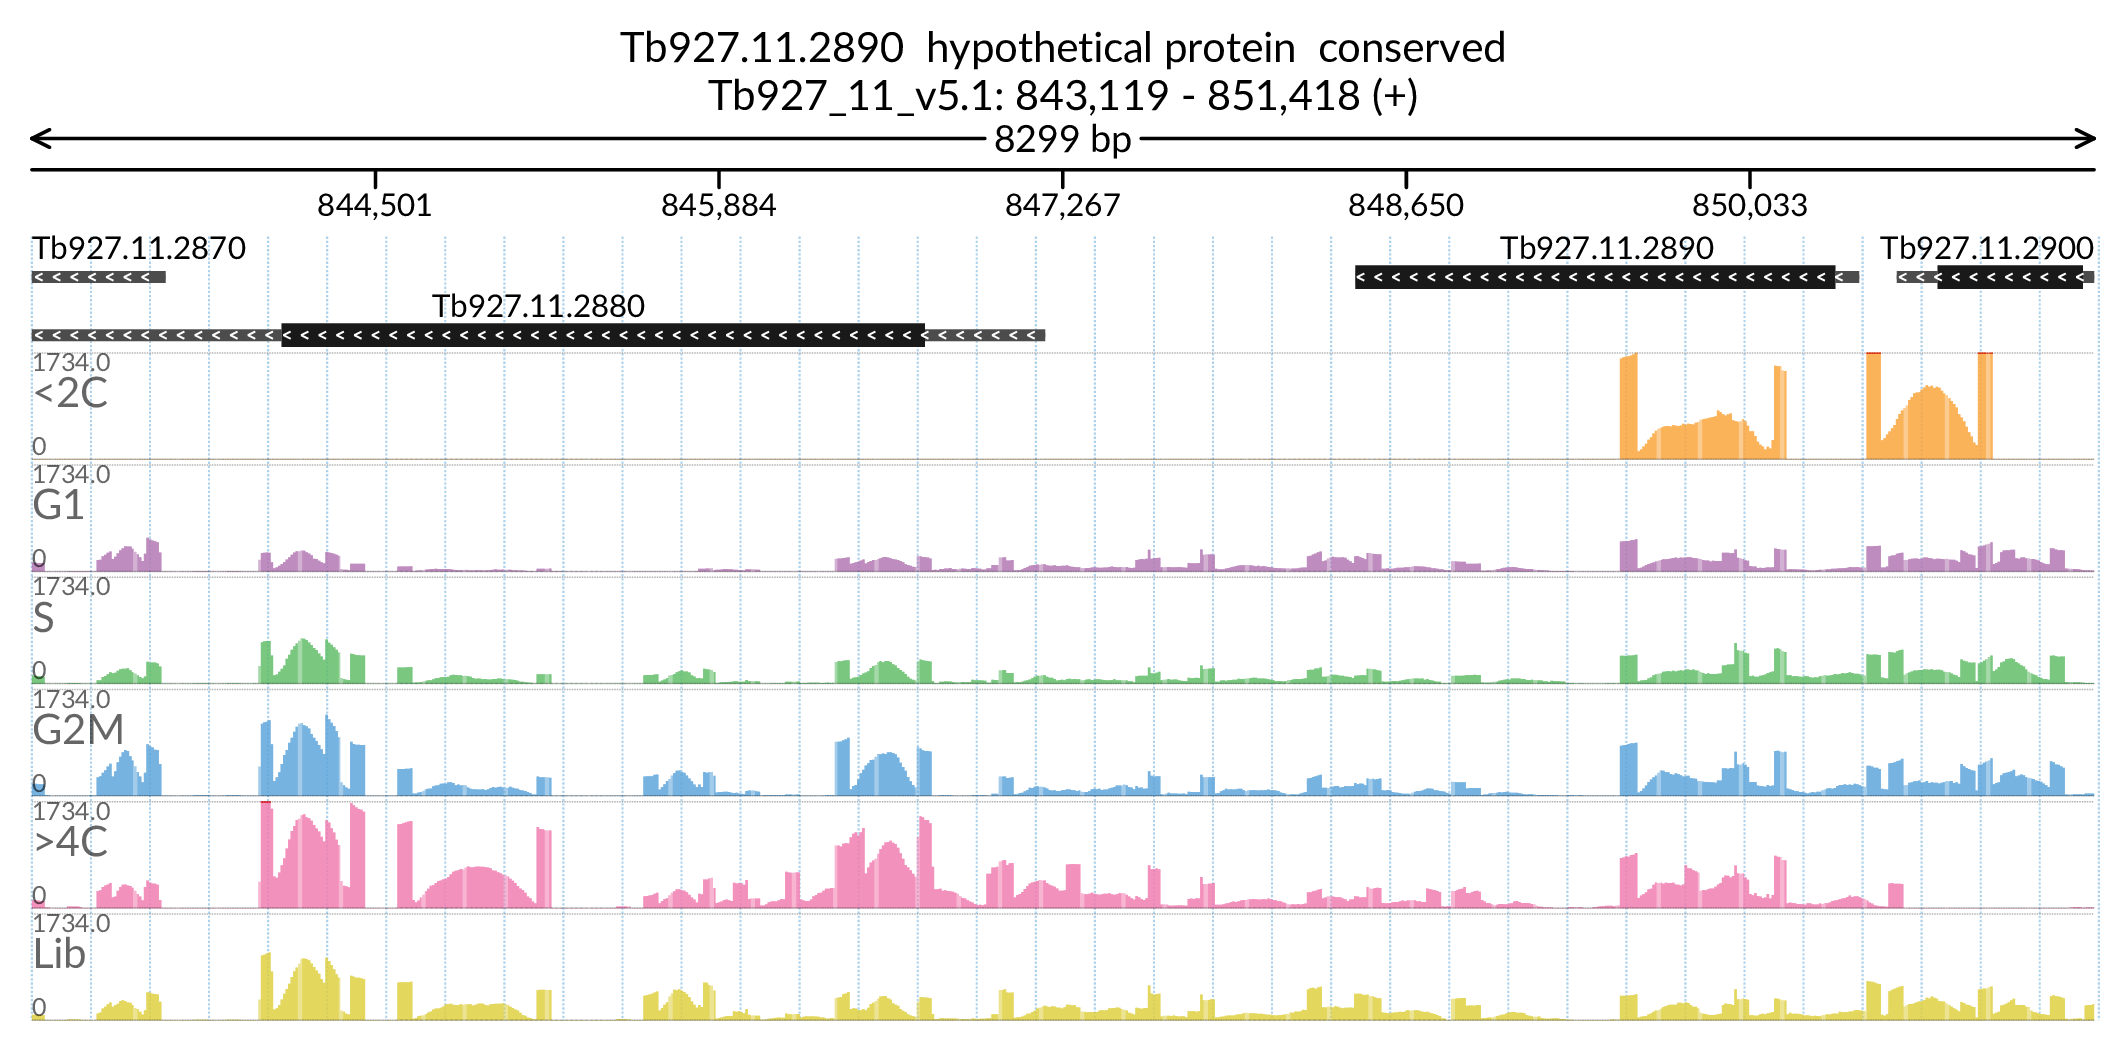 Tb927.11.2890 hypothetical protein conserved
Tb927_11_v5.1: 843,119 - 851,418 (+)
8299 bp
844,501 845,884 847,267 848,650 850,033
Tb927.11.2870 Tb927.11.2890 Tb927.11.2900
Tb927.11.2880
1734.0
<2C
0
1734.0
G1
0
1734.0
S
0
1734.0
G2M
0
1734.0
>4C
0
1734.0
Lib
0